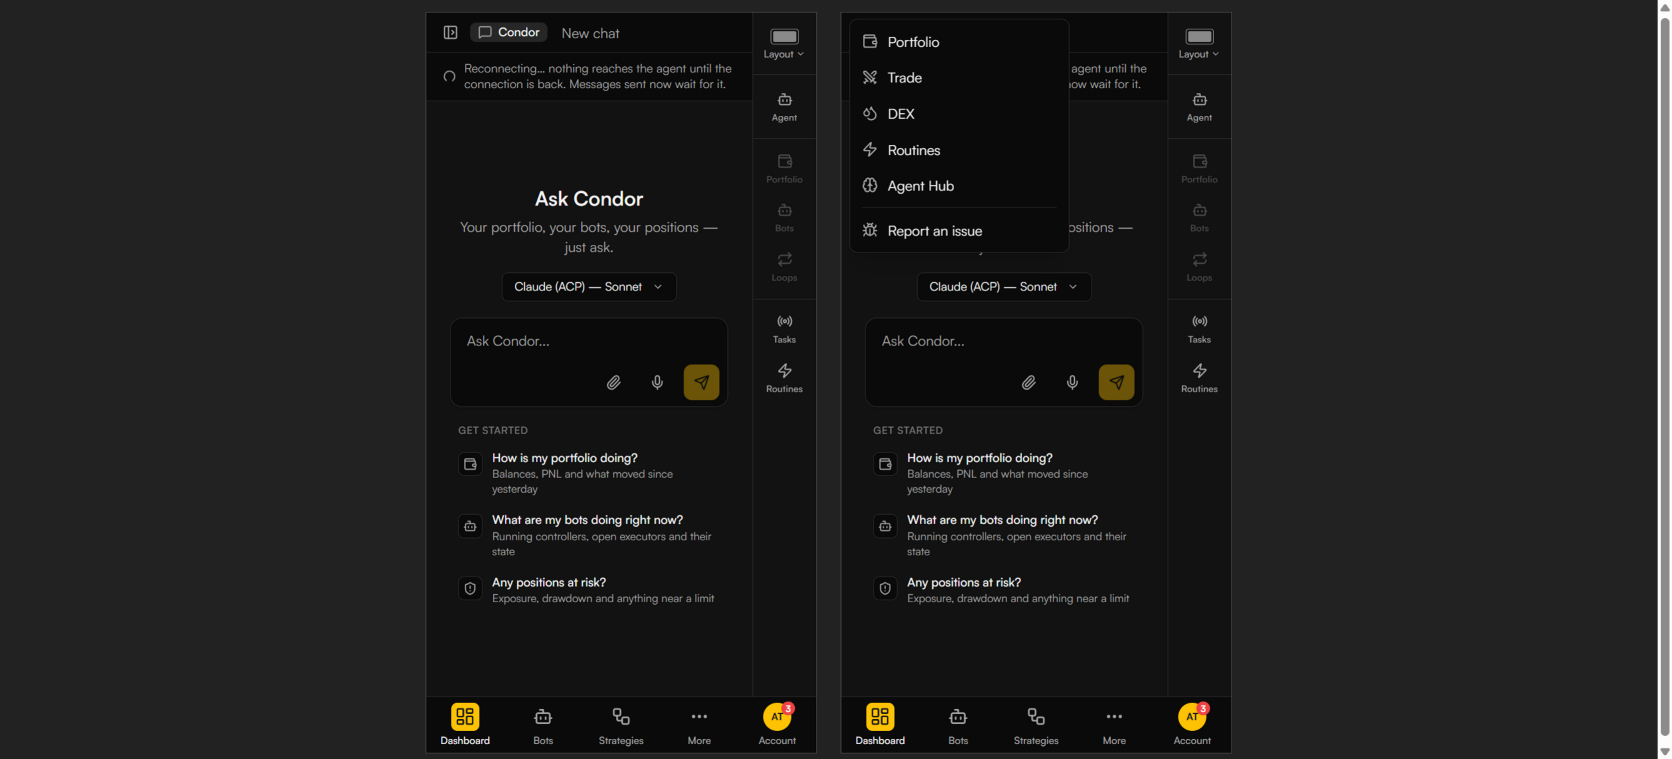 Condor
New chat
Layout
Reconnecting... nothing reaches the agent until the
connection is back. Messages sent now wait for it.
Agent
Portfolio
Bots
Loops
Tasks
Routines
Ask Condor
Your portfolio, your bots, your positions —
just ask.
Claude (ACP) — Sonnet
Ask Condor...
GET STARTED
How is my portfolio doing?
Balances, PNL and what moved since
yesterday
What are my bots doing right now?
Running controllers, open executors and their
state
Any positions at risk?
Exposure, drawdown and anything near a limit
Dashboard
Bots
Strategies
More
AT
3
Account
Portfolio
Trade
DEX
Routines
Agent Hub
Report an issue
Layout
agent until the
ow wait for it.
Agent
Portfolio
Bots
Loops
Tasks
Routines
ositions —
Claude (ACP) — Sonnet
Ask Condor...
GET STARTED
How is my portfolio doing?
Balances, PNL and what moved since
yesterday
What are my bots doing right now?
Running controllers, open executors and their
state
Any positions at risk?
Exposure, drawdown and anything near a limit
Dashboard
Bots
Strategies
More
AT
3
Account